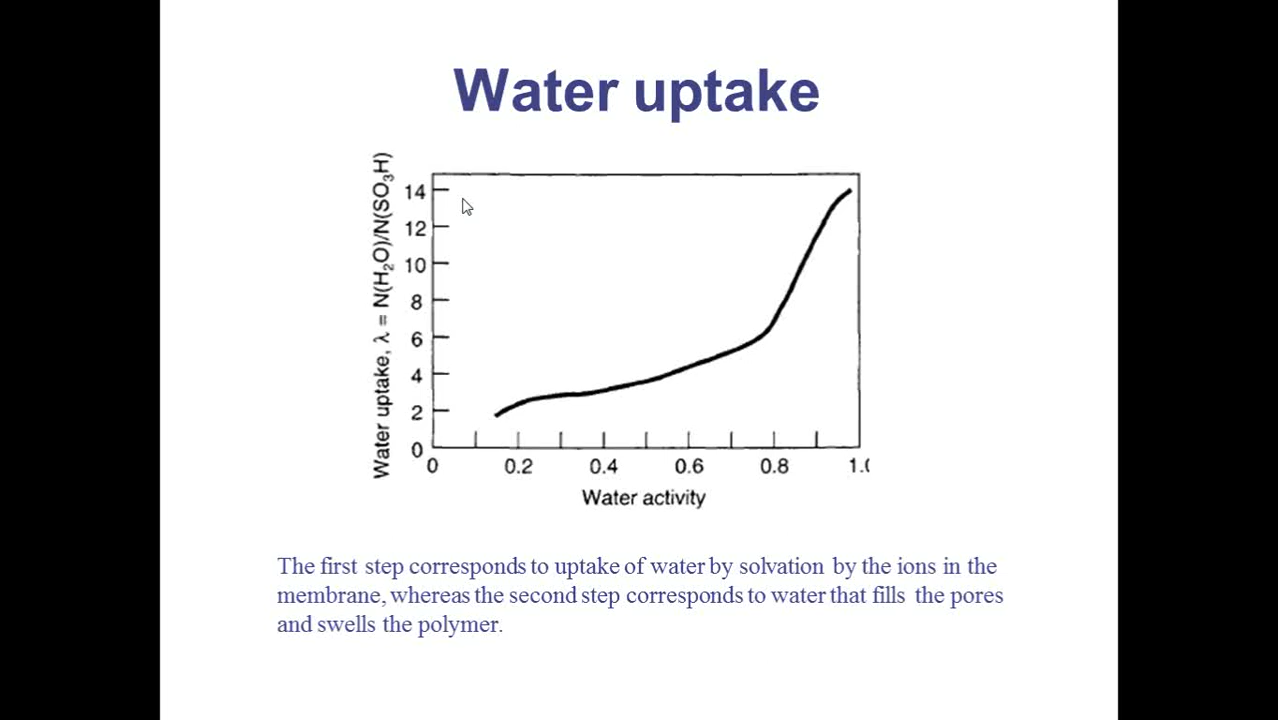 Water uptake
Water uptake, λ = N(H₂O)/N(SO₃H)
14
12
10
8
6
4
2
0
0 0.2 0.4 0.6 0.8 1.0
Water activity
The first step corresponds to uptake of water by solvation by the ions in the
membrane, whereas the second step corresponds to water that fills the pores
and swells the polymer.